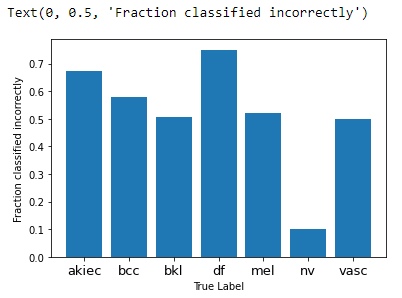 Text(0, 0.5, 'Fraction classified incorrectly')
Fraction classified incorrectly
0.7
0.6
0.5
0.4
0.3
0.2
0.1
0.0
akiec bcc bkl df mel nv vasc
True Label